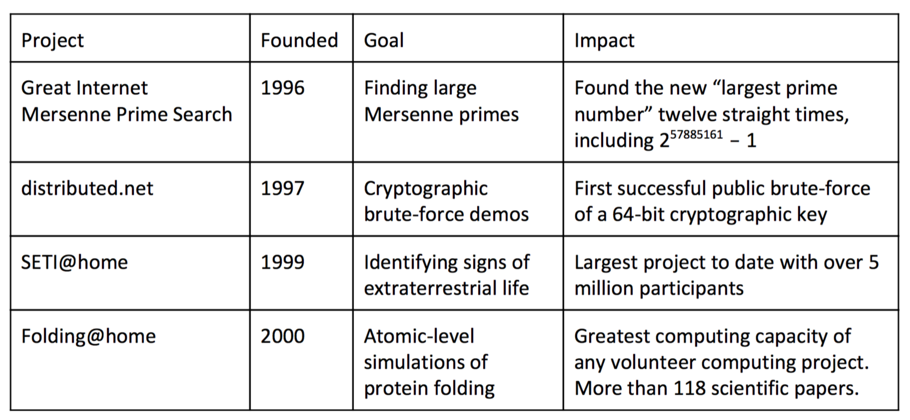 Project Founded Goal Impact
Great Internet
Mersenne Prime Search
1996
Finding large
Mersenne primes
Found the new “largest prime
number” twelve straight times,
including 2⁵⁷⁸⁸⁵¹⁶¹ – 1
distributed.net
1997
Cryptographic
brute-force demos
First successful public brute-force
of a 64-bit cryptographic key
SETI@home
1999
Identifying signs of
extraterrestrial life
Largest project to date with over 5
million participants
Folding@home
2000
Atomic-level
simulations of
protein folding
Greatest computing capacity of
any volunteer computing project.
More than 118 scientific papers.